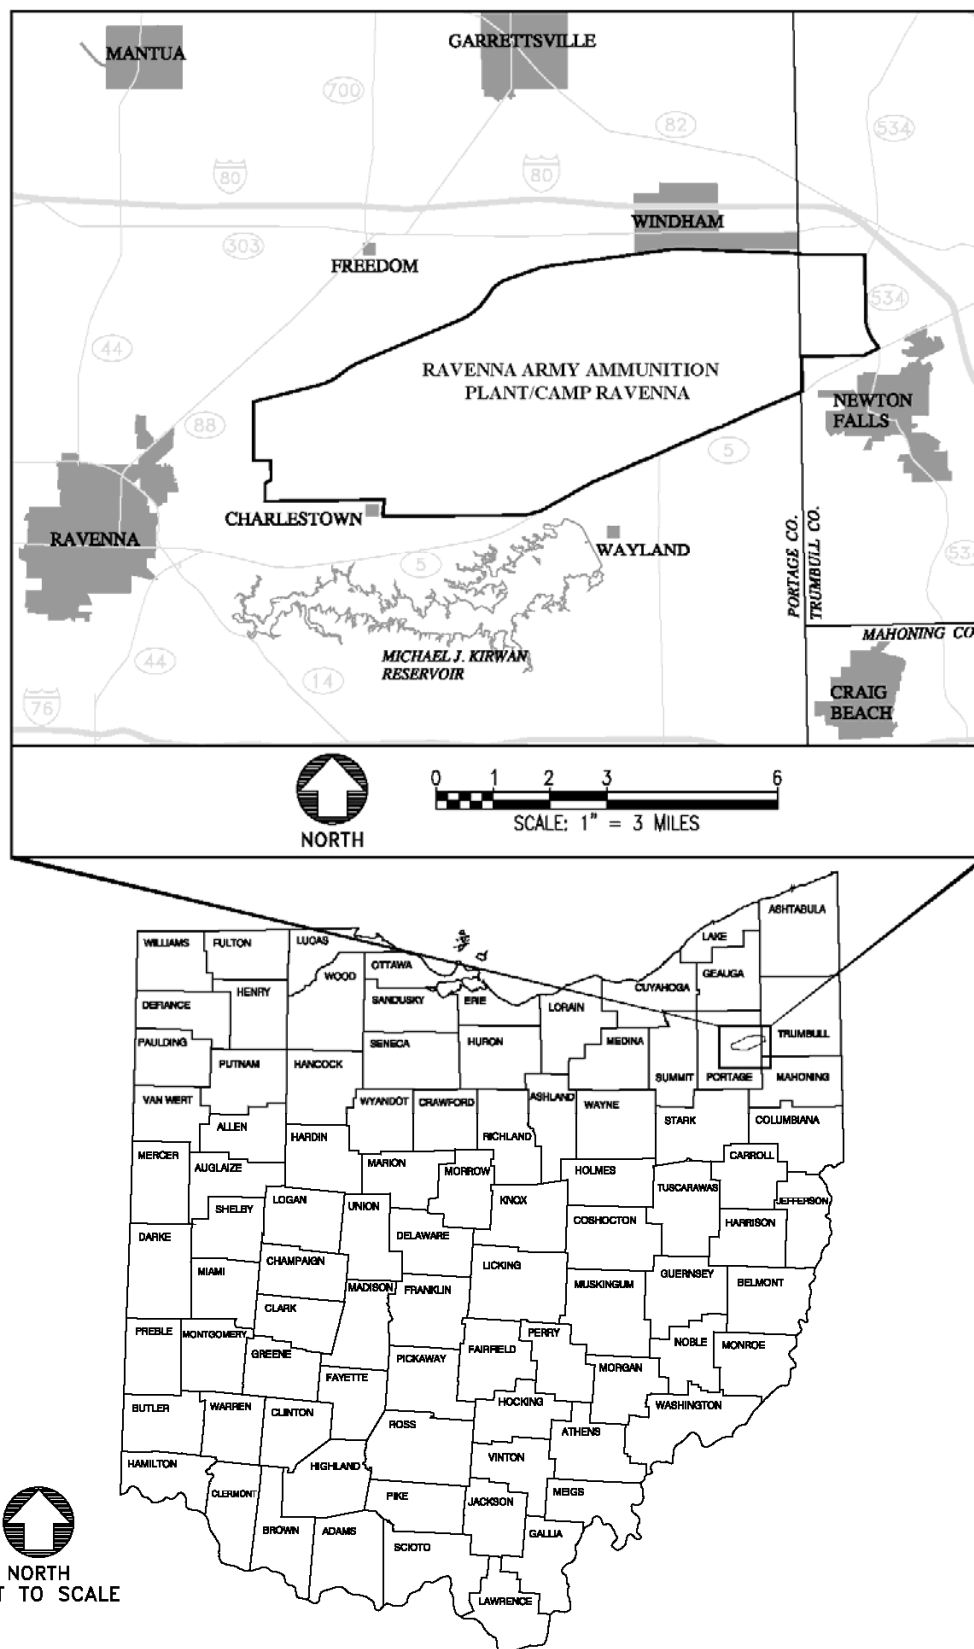 MANTUA
GARRETTSVILLE
700
82
534
80
80
WINDHAM
303
FREEDOM
534
44
RAVENNA ARMY AMMUNITION
PLANT/CAMP RAVENNA
NEWTON
FALLS
88
5
CHARLESTOWN
RAVENNA
WAYLAND
5
PORTAGE CO.
TRUMBULL CO.
534
MAHONING CO
MICHAEL J. KIRWAN
RESERVOIR
44
14
76
CRAIG
BEACH
NORTH
0 1 2 3 6
SCALE: 1" = 3 MILES
ASHTABULA
LAKE
WILLIAMS
FULTON
LUCAS
OTTAWA
WOOD
GEAUGA
CUYAHOGA
HENRY
DEFIANCE
SANDUSKY
ERIE
LORAIN
TRUMBULL
PAULDING
SENECA
HURON
MEDINA
PUTNAM
HANCOCK
SUMMIT
PORTAGE
MAHONING
VAN WERT
WYANDOT
CRAWFORD
ASHLAND
WAYNE
STARK
COLUMBIANA
ALLEN
HARDIN
RICHLAND
MERCER
AUGLAIZE
MARION
MORROW
HOLMES
CARROLL
TUSCARAWAS
JEFFERSON
LOGAN
UNION
KNOX
SHELBY
COSHOCTON
HARRISON
DARKE
DELAWARE
CHAMPAIGN
LICKING
MIAMI
GUERNSEY
BELMONT
MADISON
FRANKLIN
MUSKINGUM
CLARK
PREBLE
MONTGOMERY
PERRY
NOBLE
MONROE
GREENE
PICKAWAY
FAIRFIELD
FAYETTE
MORGAN
BUTLER
WARREN
CLINTON
HOCKING
WASHINGTON
ROSS
ATHENS
HAMILTON
HIGHLAND
VINTON
CLERMONT
PIKE
JACKSON
MEIGS
BROWN
ADAMS
GALLIA
SCIOTO
LAWRENCE
NORTH
T TO SCALE